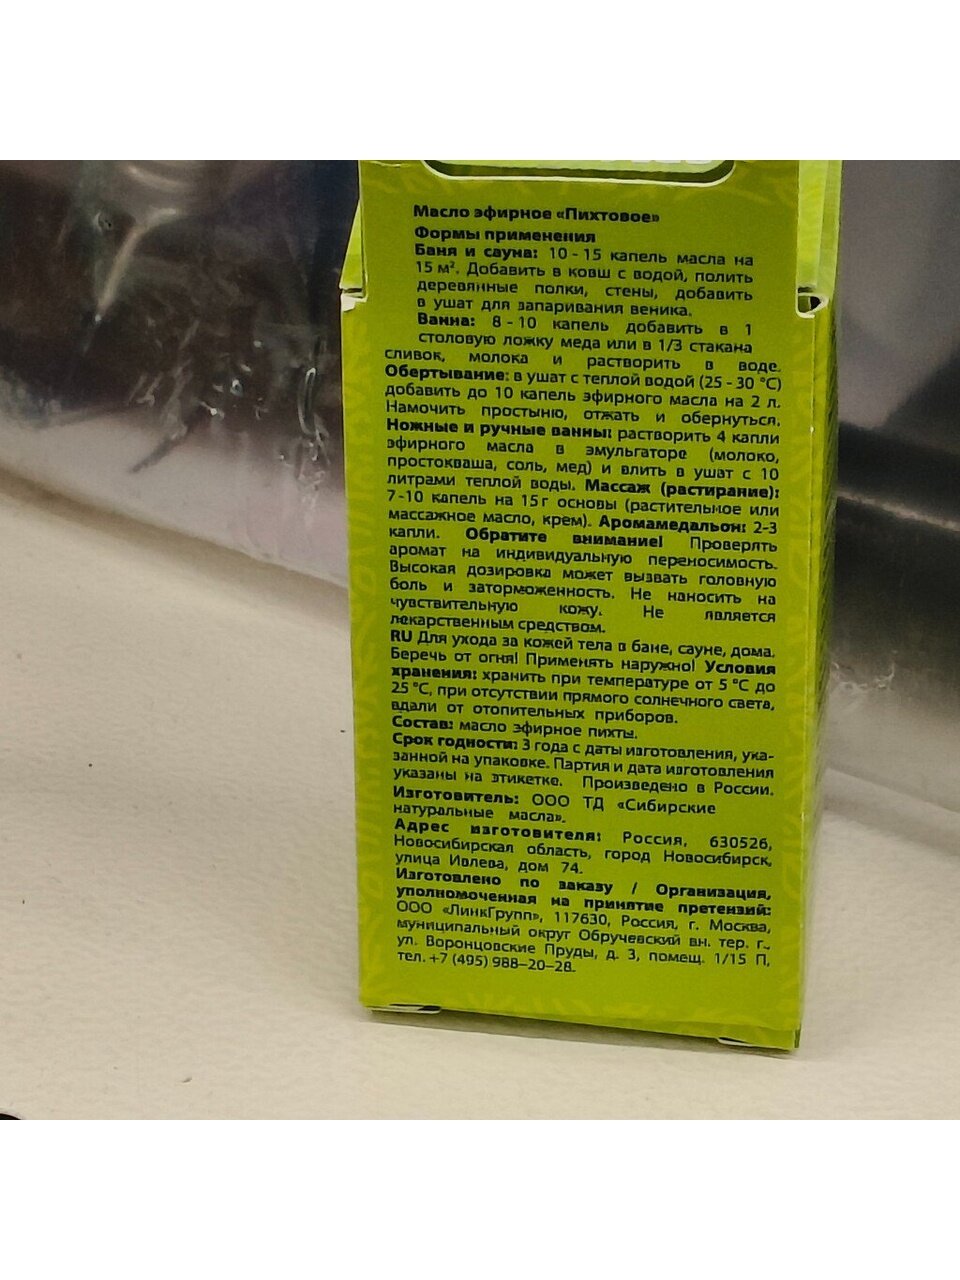 Масло эфирное «Пихтовое»
Формы применения
Баня и сауна: 10 - 15 капель масла на
15 м². Добавить в ковш с водой, полить
деревянные полки, стены, добавить
в ушат для запаривания веника.
Ванна: 8 - 10 капель добавить в 1
столовую ложку меда или в 1/3 стакана
сливок, молока и растворить в воде.
Обертывание: в ушат с теплой водой (25 - 30 °С)
добавить до 10 капель эфирного масла на 2 л.
Намочить простыню, отжать и обернуться.
Ножные и ручные ванны: растворить 4 капли
эфирного масла в эмульгаторе (молоко,
простокваша, соль, мед) и влить в ушат с 10
литрами теплой воды. Массаж (растирание):
7 -10 капель на 15 г основы (растительное или
массажное масло, крем). Аромамедальон: 2-3
капли. Обратите внимание! Проверять
аромат на индивидуальную переносимость.
Высокая дозировка может вызвать головную
боль и заторможенность. Не наносить на
чувствительную кожу. Не является
лекарственным средством.
RU Для ухода за кожей тела в бане, сауне, дома.
Беречь от огня! Применять наружно! Условия
хранения: хранить при температуре от 5 °С до
25 °С, при отсутствии прямого солнечного света,
вдали от отопительных приборов.
Состав: масло эфирное пихты.
Срок годности: 3 года с даты изготовления, ука-
занной на упаковке. Партия и дата изготовления
указаны на этикетке. Произведено в России.
Изготовитель: ООО ТД «Сибирские
натуральные масла».
Адрес изготовителя: Россия, 630526,
Новосибирская область, город Новосибирск,
улица Ивлева, дом 74.
Изготовлено по заказу / Организация,
уполномоченная на принятие претензий:
ООО «ЛинкГрупп», 117630, Россия, г. Москва,
муниципальный округ Обручевский вн. тер. г.,
ул. Воронцовские Пруды, д. 3, помещ. 1/15 П,
тел. +7 (495) 988–20–28.